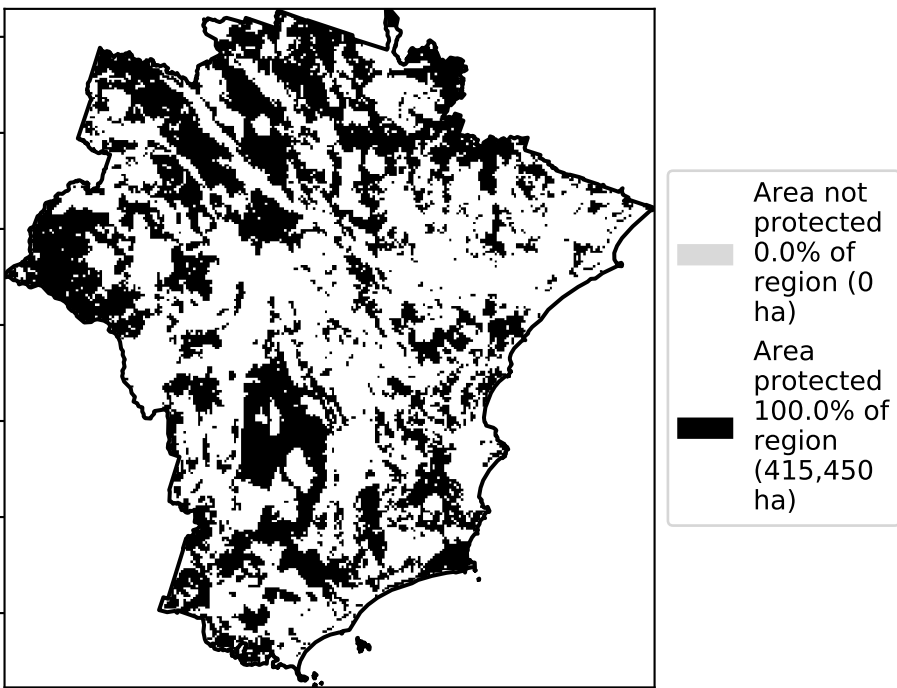 Area not
protected
0.0% of
region (0
ha)
Area
protected
100.0% of
region
(415,450
ha)